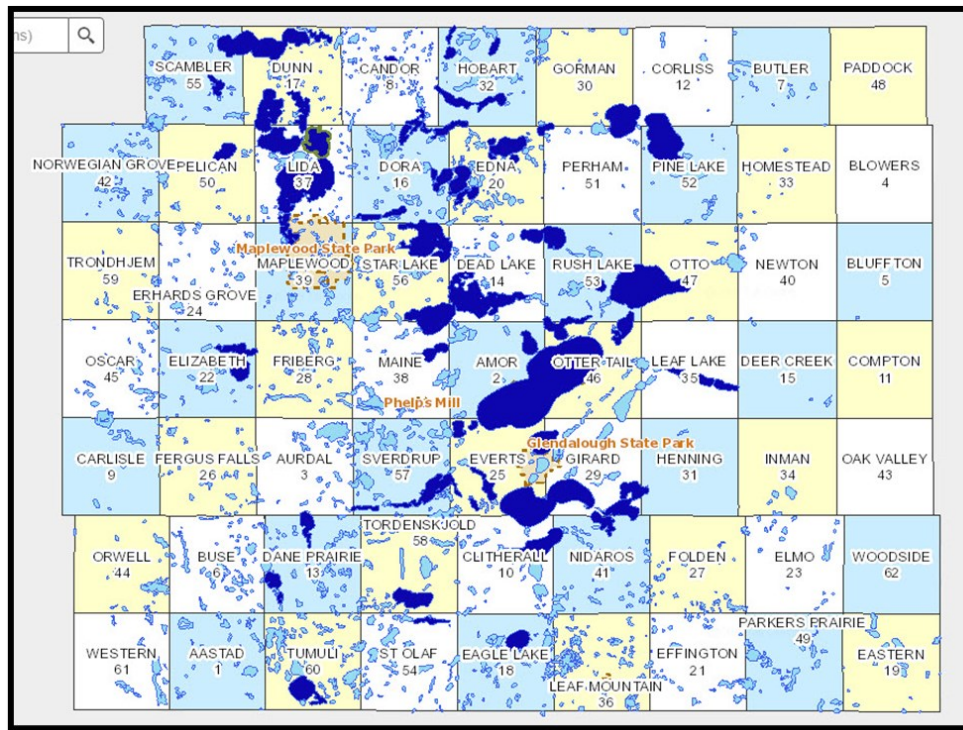 ns)
SCAMBLER
55
DUNN
17
CANDOR
8
HOBART
32
GORMAN
30
CORLISS
12
BUTLER
7
PADDOCK
48
NORWEGIAN GROVE
42
PELICAN
50
LIDA
37
DORA
16
EDNA
20
PERHAM
51
PINE LAKE
52
HOMESTEAD
33
BLOWERS
4
TRONDHJEM
59
ERHARDS GROVE
24
Maplewood State Park
MAPLEWOOD
39
STAR LAKE
56
DEAD LAKE
14
RUSH LAKE
53
OTTO
47
NEWTON
40
BLUFFTON
5
OSCAR
45
ELIZABETH
22
FRIBERG
28
MAINE
38
AMOR
2
OTTER TAIL
46
LEAF LAKE
35
DEER CREEK
15
COMPTON
11
Phelps Mill
Glendalough State Park
CARLISLE
9
FERGUS FALLS
26
AURDAL
3
SVERDRUP
57
EVERTS
25
GIRARD
29
HENNING
31
INMAN
34
OAK VALLEY
43
ORWELL
44
BUSE
6
DANE PRAIRIE
13
TORDENSKJOLD
58
CLITHERALL
10
NIDAROS
41
FOLDEN
27
ELMO
23
WOODSIDE
62
WESTERN
61
AASTAD
1
TUMULI
60
ST OLAF
54
EAGLE LAKE
18
LEAF MOUNTAIN
36
EFFINGTON
21
PARKERS PRAIRIE
49
EASTERN
19